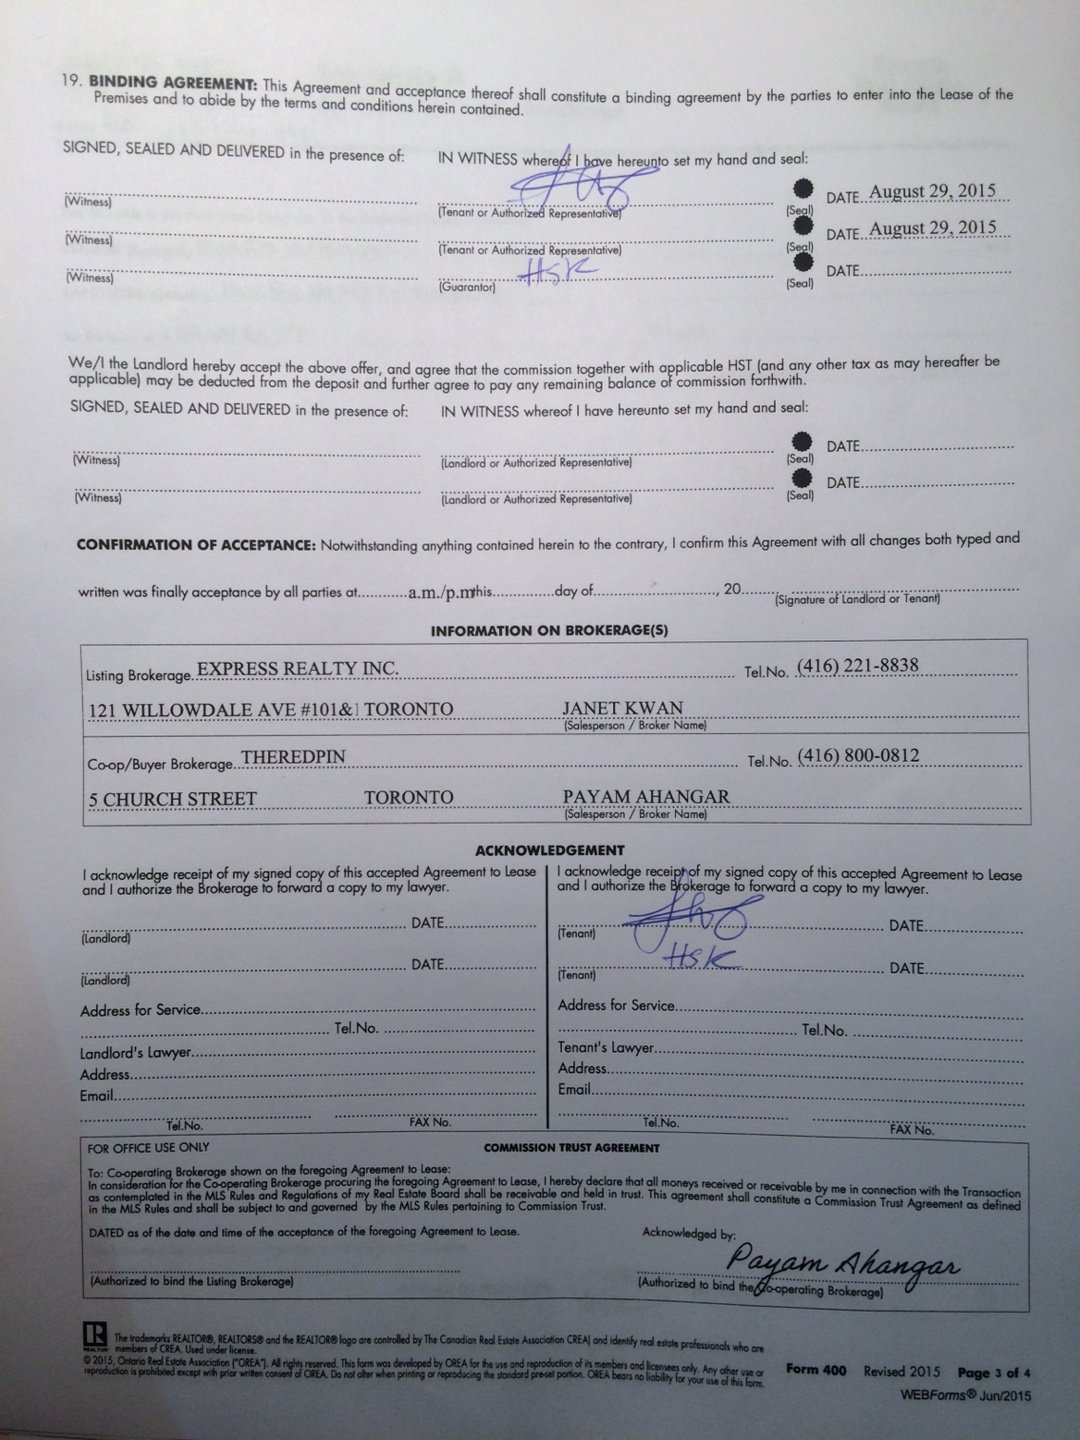 19. BINDING AGREEMENT: This Agreement and acceptance thereof shall constitute a binding agreement by the parties to enter into the Lease of the
Premises and to abide by the terms and conditions herein contained.
SIGNED, SEALED AND DELIVERED in the presence of: IN WITNESS whereof I have hereunto set my hand and seal:
DATE August 29, 2015
(Witness) (Tenant or Authorized Representative) (Seal)
DATE August 29, 2015
(Witness) (Tenant or Authorized Representative) (Seal)
HSK DATE
(Witness) (Guarantor) (Seal)
We/I the Landlord hereby accept the above offer, and agree that the commission together with applicable HST (and any other tax as may hereafter be
applicable) may be deducted from the deposit and further agree to pay any remaining balance of commission forthwith.
SIGNED, SEALED AND DELIVERED in the presence of: IN WITNESS whereof I have hereunto set my hand and seal:
DATE
(Witness) (Landlord or Authorized Representative) (Seal)
DATE
(Witness) (Landlord or Authorized Representative) (Seal)
CONFIRMATION OF ACCEPTANCE: Notwithstanding anything contained herein to the contrary, I confirm this Agreement with all changes both typed and
written was finally acceptance by all parties at...........a.m./p.m this..............day of..........................., 20........
(Signature of Landlord or Tenant)
INFORMATION ON BROKERAGE(S)
Listing Brokerage EXPRESS REALTY INC. Tel.No. (416) 221-8838
121 WILLOWDALE AVE #101&1 TORONTO JANET KWAN
(Salesperson / Broker Name)
Co-op/Buyer Brokerage THEREDPIN Tel.No. (416) 800-0812
5 CHURCH STREET TORONTO PAYAM AHANGAR
(Salesperson / Broker Name)
ACKNOWLEDGEMENT
I acknowledge receipt of my signed copy of this accepted Agreement to Lease
and I authorize the Brokerage to forward a copy to my lawyer.
DATE
(Landlord)
DATE
(Landlord)
Address for Service
Tel.No.
Landlord's Lawyer
Address
Email
Tel.No. FAX No.
I acknowledge receipt of my signed copy of this accepted Agreement to Lease
and I authorize the Brokerage to forward a copy to my lawyer.
DATE
(Tenant)
HSK DATE
(Tenant)
Address for Service
Tel.No.
Tenant's Lawyer
Address
Email
Tel.No. FAX No.
FOR OFFICE USE ONLY COMMISSION TRUST AGREEMENT
To: Co-operating Brokerage shown on the foregoing Agreement to Lease:
In consideration for the Co-operating Brokerage procuring the foregoing Agreement to Lease, I hereby declare that all moneys received or receivable by me in connection with the Transaction
as contemplated in the MLS Rules and Regulations of my Real Estate Board shall be receivable and held in trust. This agreement shall constitute a Commission Trust Agreement as defined
in the MLS Rules and shall be subject to and governed by the MLS Rules pertaining to Commission Trust.
DATED as of the date and time of the acceptance of the foregoing Agreement to Lease. Acknowledged by:
Payam Ahangar
(Authorized to bind the Listing Brokerage) (Authorized to bind the Co-operating Brokerage)
R REALTOR
The trademarks REALTOR®, REALTORS® and the REALTOR® logo are controlled by The Canadian Real Estate Association CREA) and identify real estate professionals who are
members of CREA. Used under license.
© 2015, Ontario Real Estate Association ("OREA"). All rights reserved. This form was developed by OREA for the use and reproduction of its members and licensees only. Any other use or
reproduction is prohibited except with prior written consent of OREA. Do not alter when printing or reproducing the standard pre-set portion. OREA bears no liability for your use of this form.
Form 400 Revised 2015 Page 3 of 4
WEBForms® Jun/2015